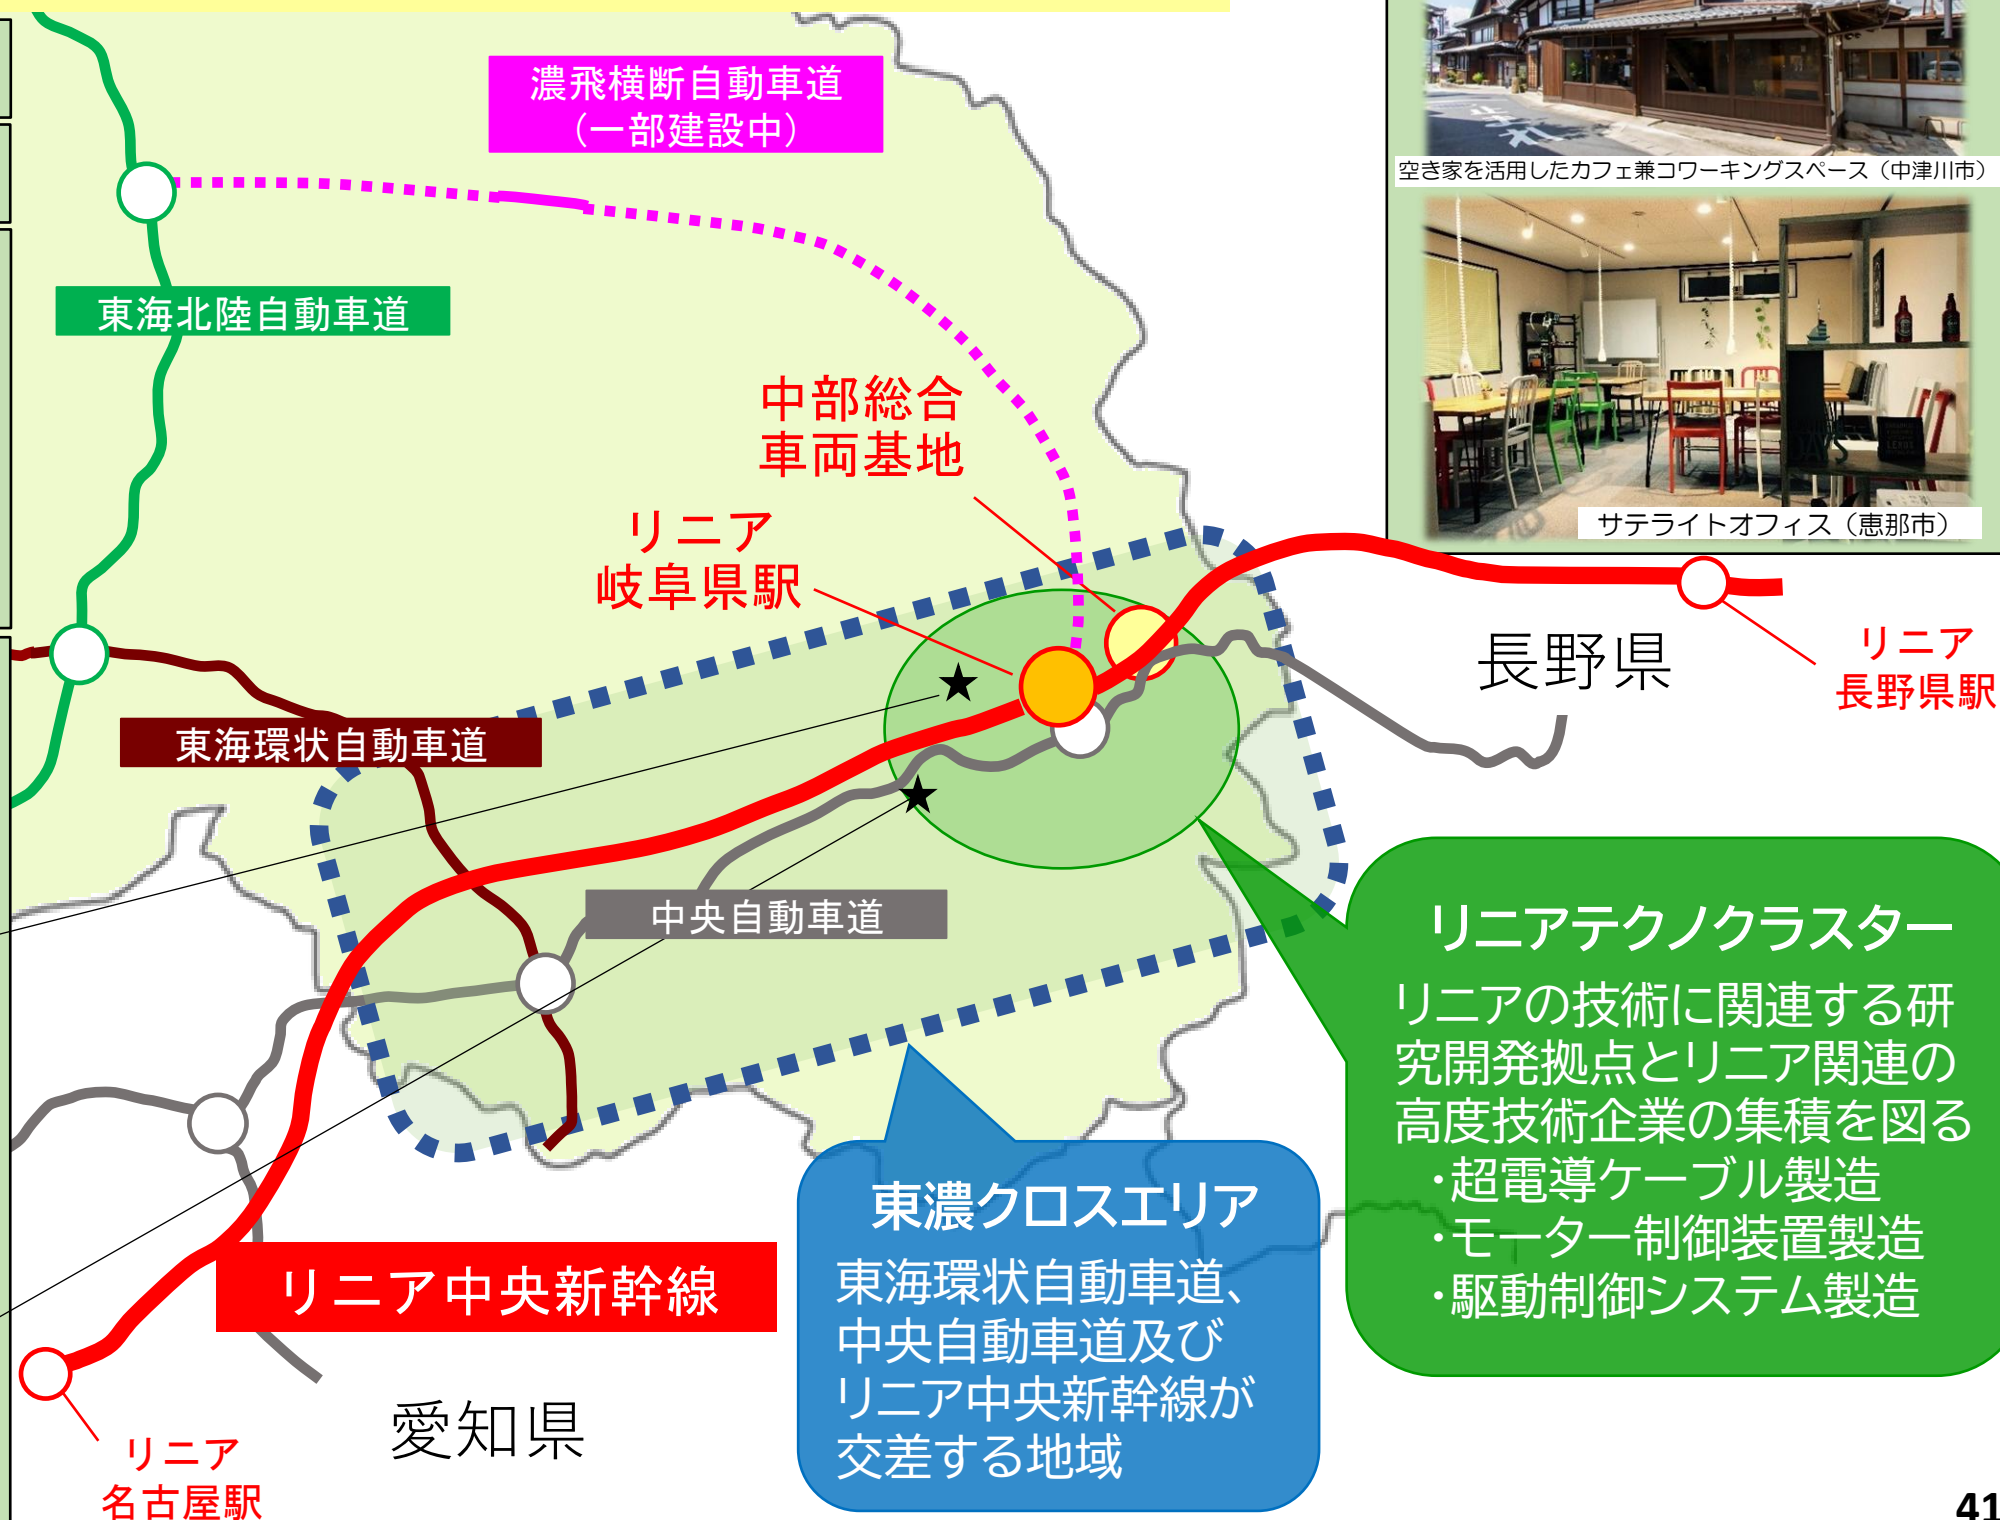 濃飛横断自動車道
（一部建設中）
空き家を活用したカフェ兼コワーキングスペース（中津川市）
東海北陸自動車道
中部総合
車両基地
サテライトオフィス（恵那市）
リニア
岐阜県駅
長野県
リニア
長野県駅
東海環状自動車道
中央自動車道
リニアテクノクラスター
リニアの技術に関連する研
究開発拠点とリニア関連の
高度技術企業の集積を図る
・超電導ケーブル製造
・モーター制御装置製造
・駆動制御システム製造
東濃クロスエリア
東海環状自動車道、
中央自動車道及び
リニア中央新幹線が
交差する地域
リニア中央新幹線
愛知県
リニア
名古屋駅
41